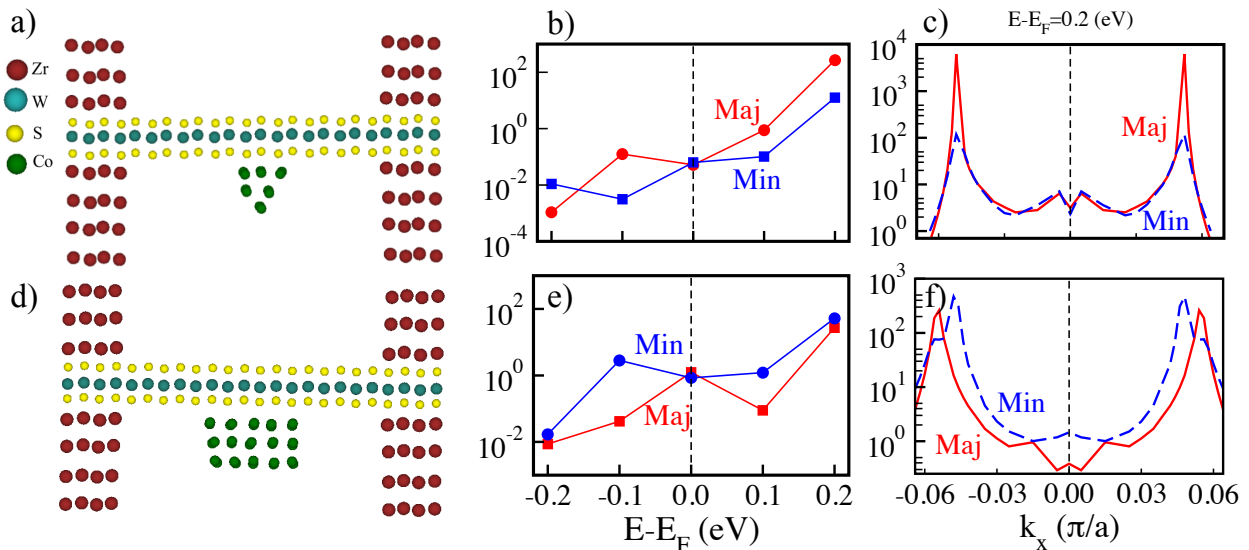 a)
b)
c)
E-E_F=0.2 (eV)
Zr
W
S
Co
10^2
10^0
10^-2
10^-4
Maj
Min
10^4
10^3
10^2
10^1
10^0
Maj
Min
d)
e)
f)
10^2
10^0
10^-2
Min
Maj
-0.2
-0.1
0.0
0.1
0.2
E-E_F (eV)
10^3
10^2
10^1
10^0
Min
Maj
-0.06
-0.03
0.00
0.03
0.06
k_x (π/a)